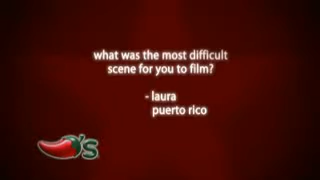 what was the most difficult
scene for you to film?
- laura
puerto rico
's